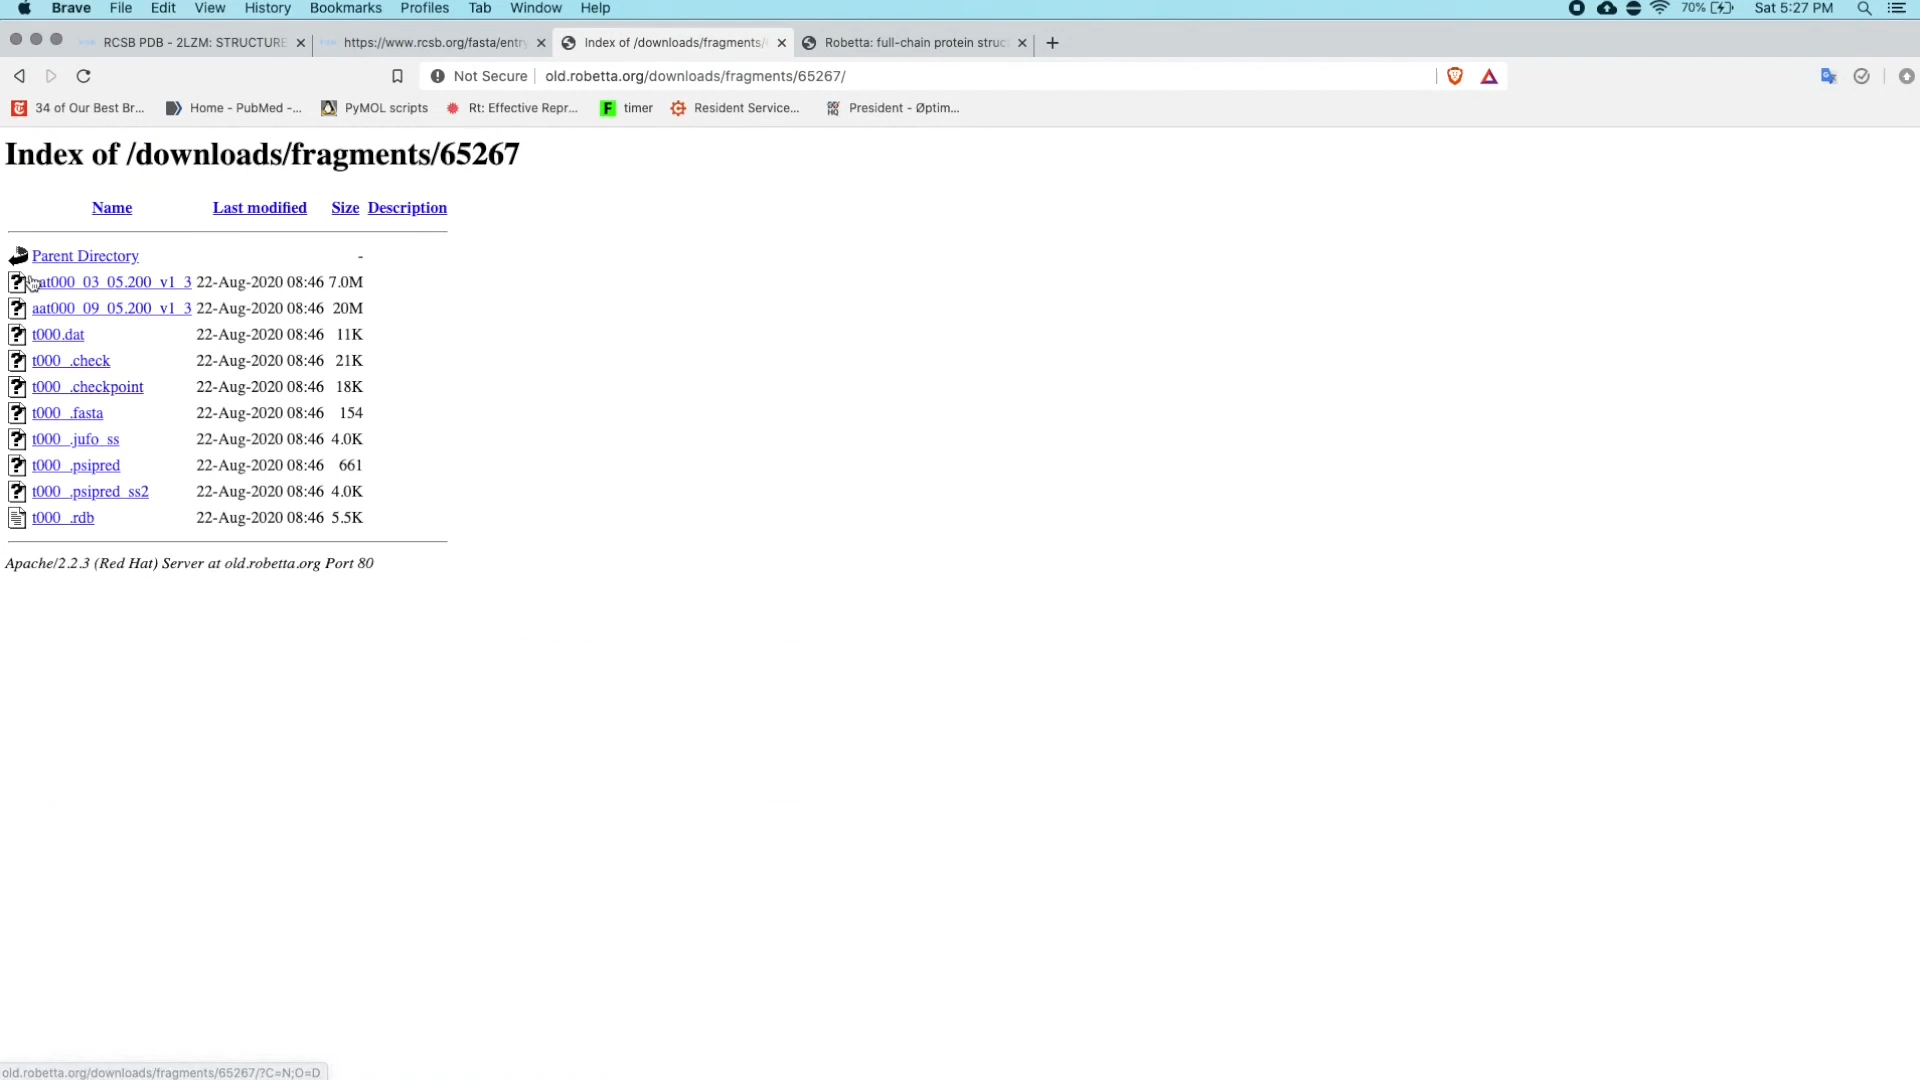 Brave File Edit View History Bookmarks Profiles Tab Window Help 70% Sat 5:27 PM
RCSB PDB - 2LZM: STRUCTURE https://www.rcsb.org/fasta/entry Index of /downloads/fragments/ Robetta: full-chain protein struc
Not Secure old.robetta.org/downloads/fragments/65267/
34 of Our Best Br... Home - PubMed -... PyMOL scripts Rt: Effective Repr... F timer Resident Service... President - Øptim...
Index of /downloads/fragments/65267
Name Last modified Size Description
Parent Directory -
at000_03_05.200_v1_3 22-Aug-2020 08:46 7.0M
aat000_09_05.200_v1_3 22-Aug-2020 08:46 20M
t000.dat 22-Aug-2020 08:46 11K
t000_.check 22-Aug-2020 08:46 21K
t000_.checkpoint 22-Aug-2020 08:46 18K
t000_.fasta 22-Aug-2020 08:46 154
t000_.jufo_ss 22-Aug-2020 08:46 4.0K
t000_.psipred 22-Aug-2020 08:46 661
t000_.psipred_ss2 22-Aug-2020 08:46 4.0K
t000_.rdb 22-Aug-2020 08:46 5.5K
Apache/2.2.3 (Red Hat) Server at old.robetta.org Port 80
old.robetta.org/downloads/fragments/65267/?C=N;O=D